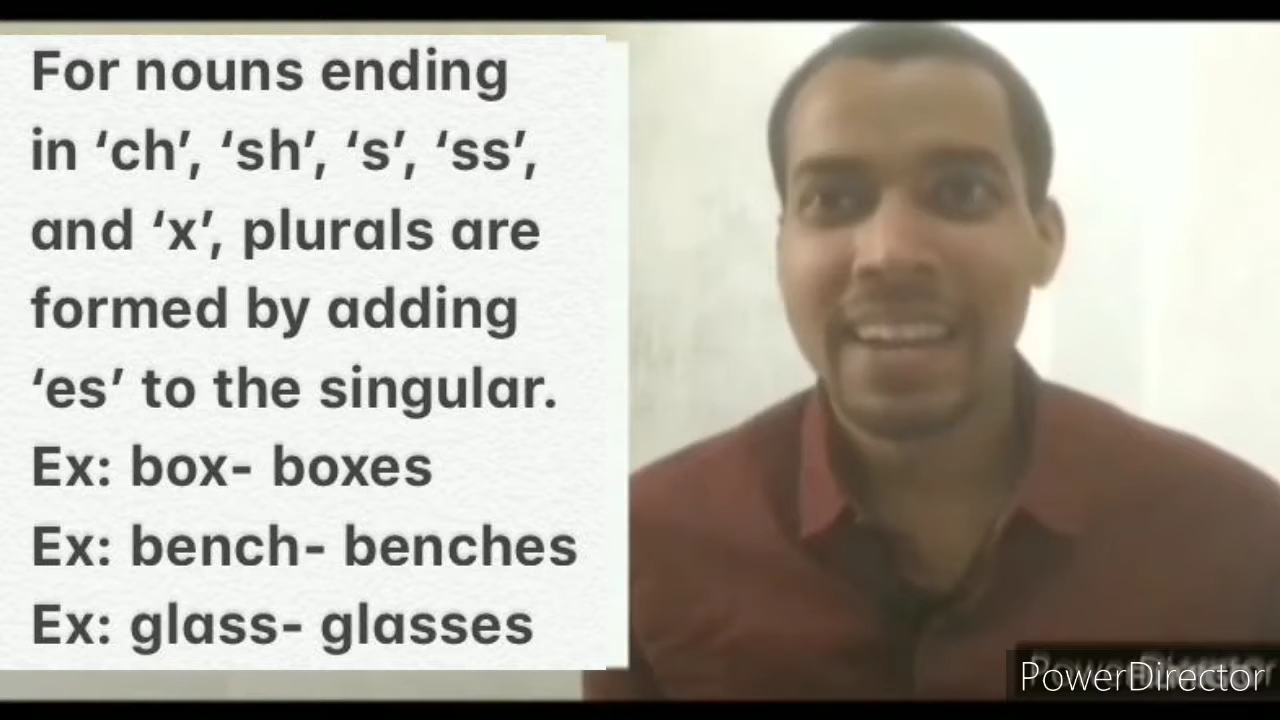 For nouns ending
in ‘ch’, ‘sh’, ‘s’, ‘ss’,
and ‘x’, plurals are
formed by adding
‘es’ to the singular.
Ex: box- boxes
Ex: bench- benches
Ex: glass- glasses
PowerDirector